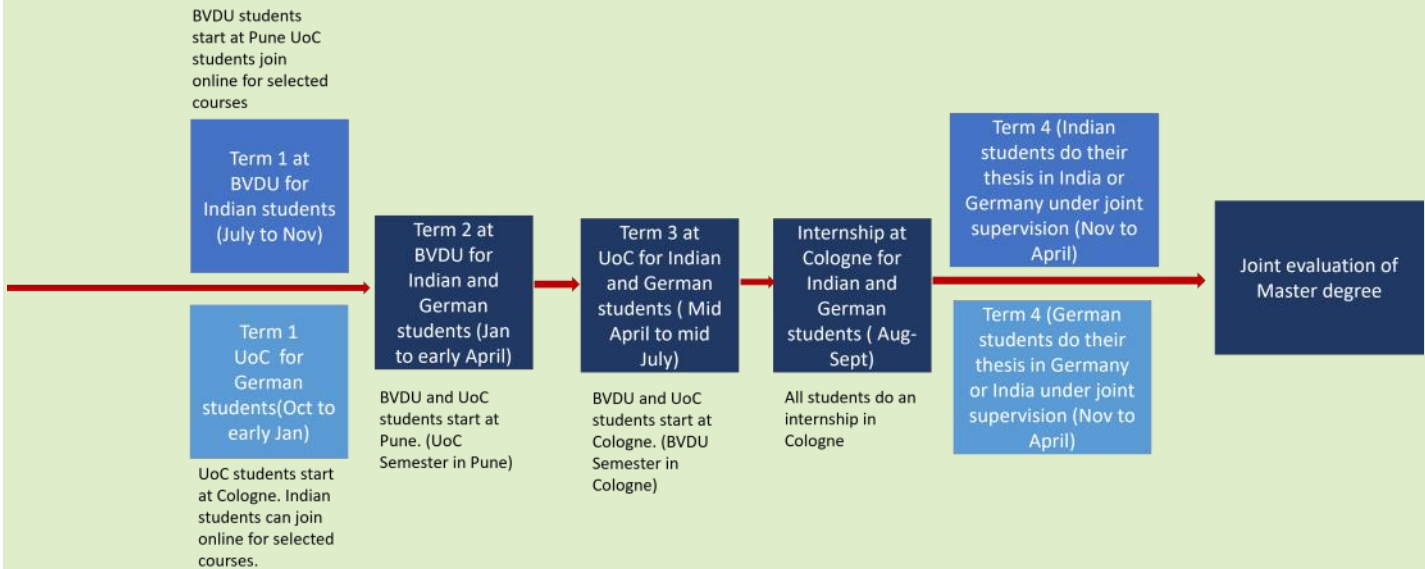 BVDU students
start at Pune UoC
students join
online for selected
courses
Term 1 at
BVDU for
Indian students
(July to Nov)
Term 1
UoC for
German
students(Oct to
early Jan)
UoC students start
at Cologne. Indian
students can join
online for selected
courses.
Term 2 at
BVDU for
Indian and
German
students (Jan
to early April)
BVDU and UoC
students start at
Pune. (UoC
Semester in Pune)
Term 3 at
UoC for Indian
and German
students ( Mid
April to mid
July)
BVDU and UoC
students start at
Cologne. (BVDU
Semester in
Cologne)
Internship at
Cologne for
Indian and
German
students ( Aug-
Sept)
All students do an
internship in
Cologne
Term 4 (Indian
students do their
thesis in India or
Germany under joint
supervision (Nov to
April)
Term 4 (German
students do their
thesis in Germany
or India under joint
supervision (Nov to
April)
Joint evaluation of
Master degree